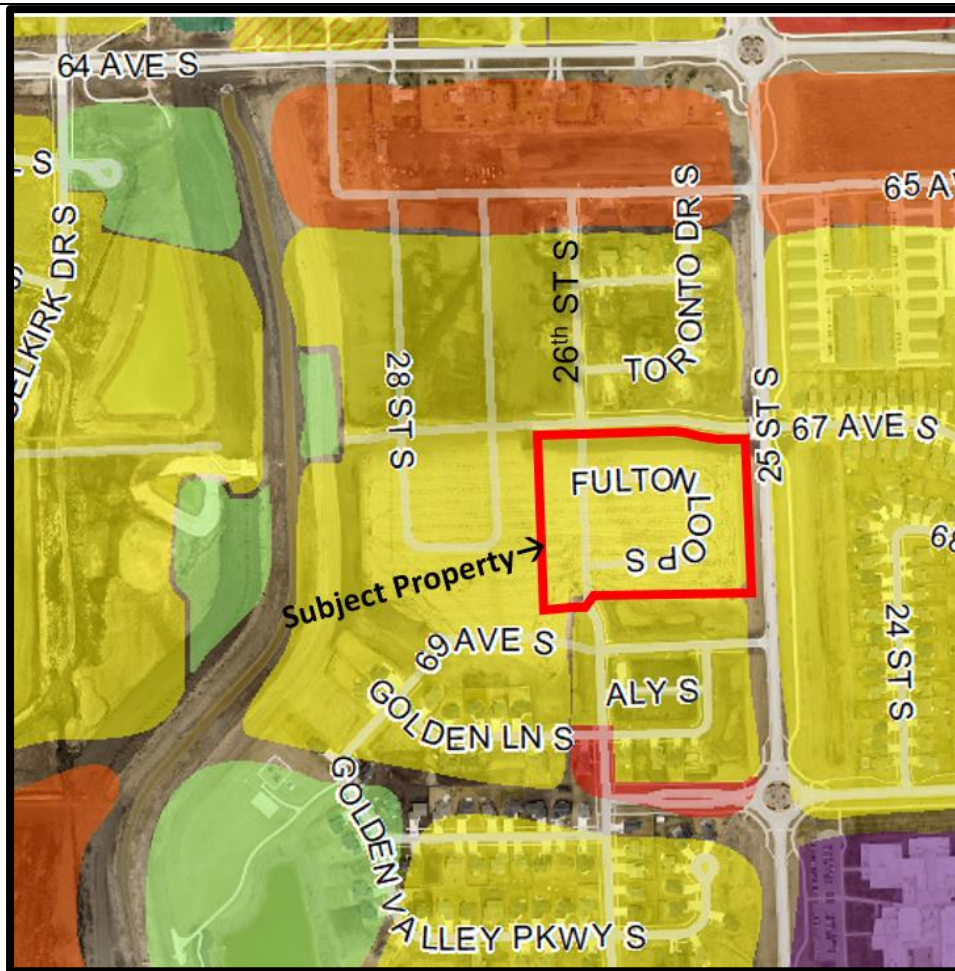 64 AVE S
65 AV
L S
SELKIRK DR S
TORONTO DR S
26th ST S
28 ST S
25 ST S
67 AVE S
FULTON LOOP S
68
Subject Property→
69 AVE S
24 ST S
ALY S
GOLDEN LN S
GOLDEN VALLEY PKWY S